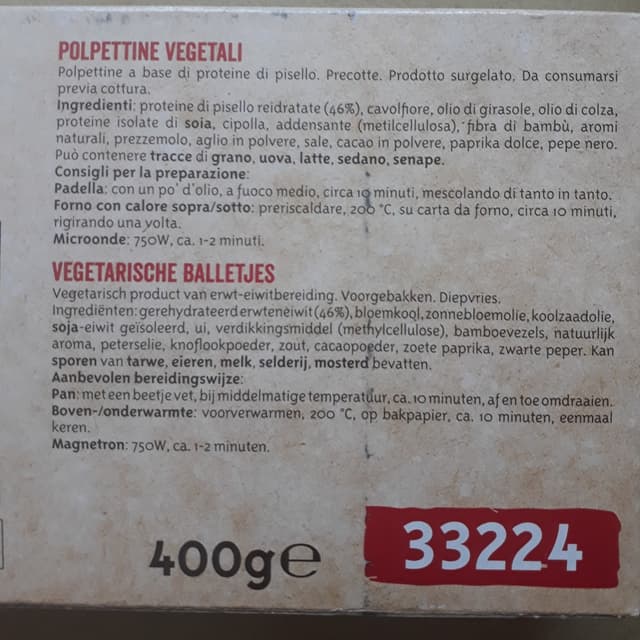 POLPETTINE VEGETALI
Polpettine a base di proteine di pisello. Precotte. Prodotto surgelato. Da consumarsi
previa cottura.
Ingredienti: proteine di pisello reidratate (46%), cavolfiore, olio di girasole, olio di colza,
proteine isolate di soia, cipolla, addensante (metilcellulosa), fibra di bambù, aromi
naturali, prezzemolo, aglio in polvere, sale, cacao in polvere, paprika dolce, pepe nero.
Può contenere tracce di grano, uova, latte, sedano, senape.
Consigli per la preparazione:
Padella: con un po' d'olio, a fuoco medio, circa 10 minuti, mescolando di tanto in tanto.
Forno con calore sopra/sotto: preriscaldare, 200 °C, su carta da forno, circa 10 minuti,
rigirando una volta.
Microonde: 750W, ca. 1-2 minuti.
VEGETARISCHE BALLETJES
Vegetarisch product van erwt-eiwitbereiding. Voorgebakken. Diepvries.
Ingrediënten: gerehydrateerd erwteneiwit (46%), bloemkool, zonnebloemolie, koolzaadolie,
soja-eiwit geïsoleerd, ui, verdikkingsmiddel (methylcellulose), bamboevezels, natuurlijk
aroma, peterselie, knoflookpoeder, zout, cacaopoeder, zoete paprika, zwarte peper. Kan
sporen van tarwe, eieren, melk, selderij, mosterd bevatten.
Aanbevolen bereidingswijze:
Pan: met een beetje vet, bij middelmatige temperatuur, ca. 10 minuten, af en toe omdraaien.
Boven-/onderwarmte: voorverwarmen, 200 °C, op bakpapier, ca. 10 minuten, eenmaal
keren.
Magnetron: 750W, ca. 1-2 minuten.
400g℮
33224